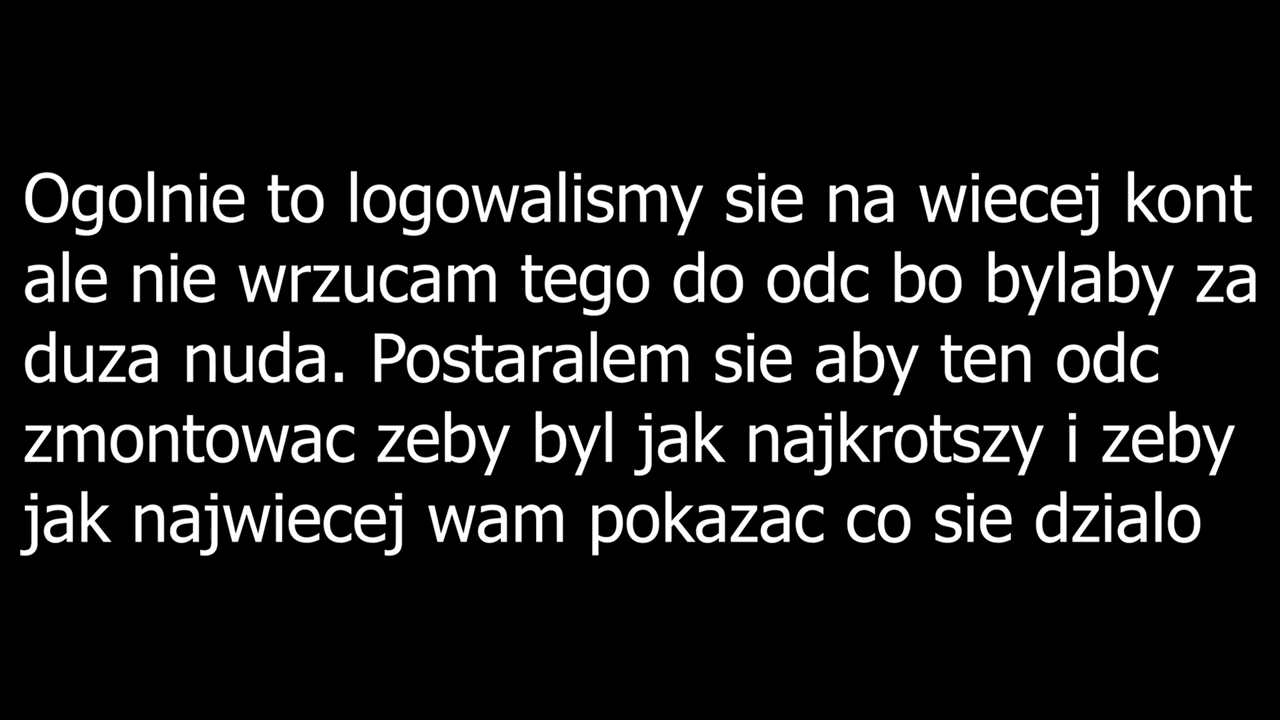 Ogolnie to logowalismy sie na wiecej kont
ale nie wrzucam tego do odc bo bylaby za
duza nuda. Postaralem sie aby ten odc
zmontowac zeby byl jak najkrotszy i zeby
jak najwiecej wam pokazac co sie dzialo